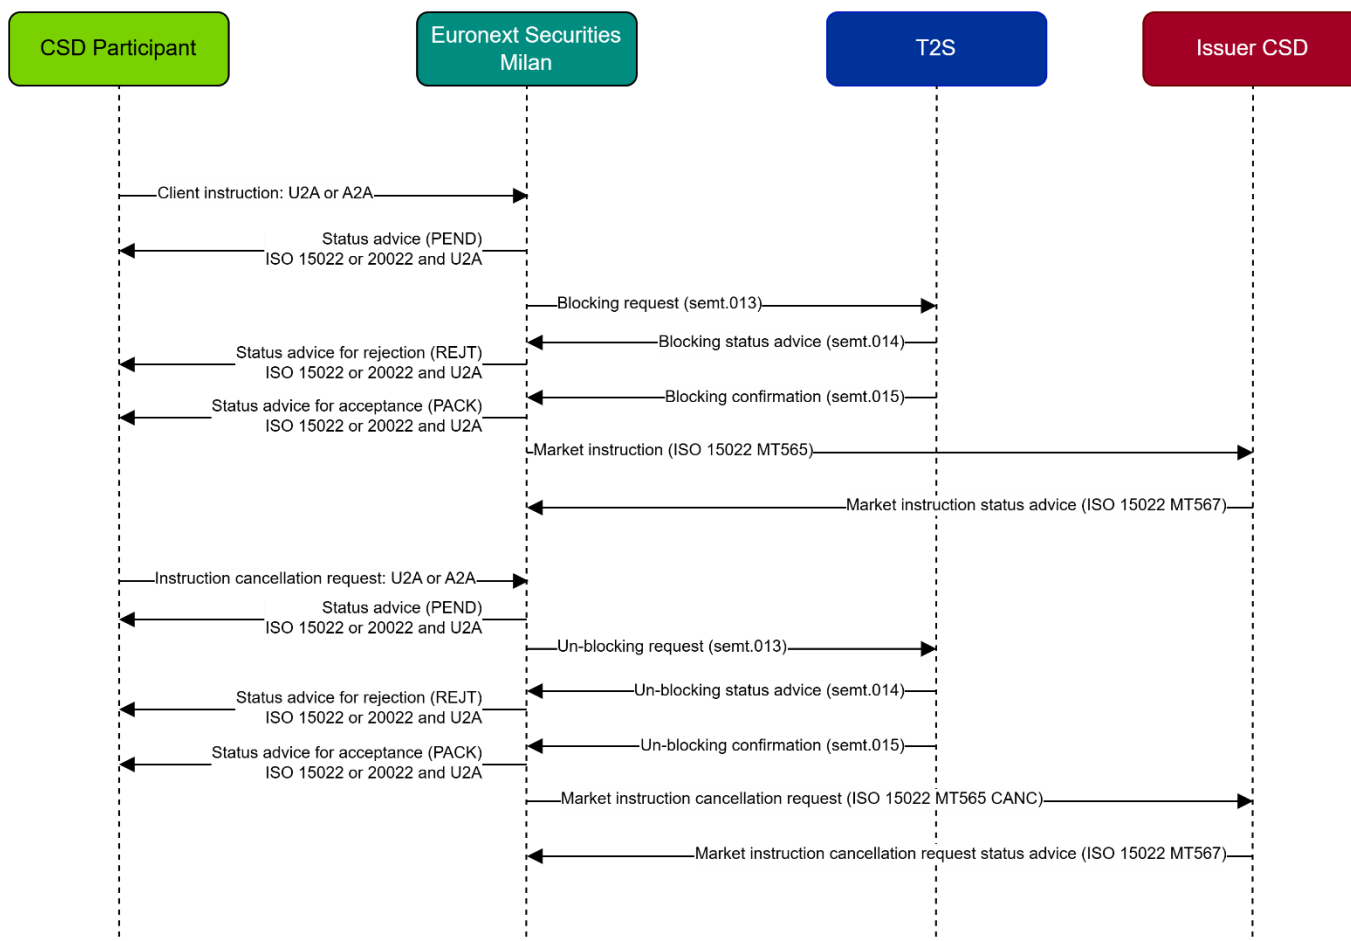 CSD Participant
Euronext Securities
Milan
T2S
Issuer CSD
Client instruction: U2A or A2A
Status advice (PEND)
ISO 15022 or 20022 and U2A
Blocking request (semt.013)
Blocking status advice (semt.014)
Status advice for rejection (REJT)
ISO 15022 or 20022 and U2A
Blocking confirmation (semt.015)
Status advice for acceptance (PACK)
ISO 15022 or 20022 and U2A
Market instruction (ISO 15022 MT565)
Market instruction status advice (ISO 15022 MT567)
Instruction cancellation request: U2A or A2A
Status advice (PEND)
ISO 15022 or 20022 and U2A
Un-blocking request (semt.013)
Un-blocking status advice (semt.014)
Status advice for rejection (REJT)
ISO 15022 or 20022 and U2A
Un-blocking confirmation (semt.015)
Status advice for acceptance (PACK)
ISO 15022 or 20022 and U2A
Market instruction cancellation request (ISO 15022 MT565 CANC)
Market instruction cancellation request status advice (ISO 15022 MT567)